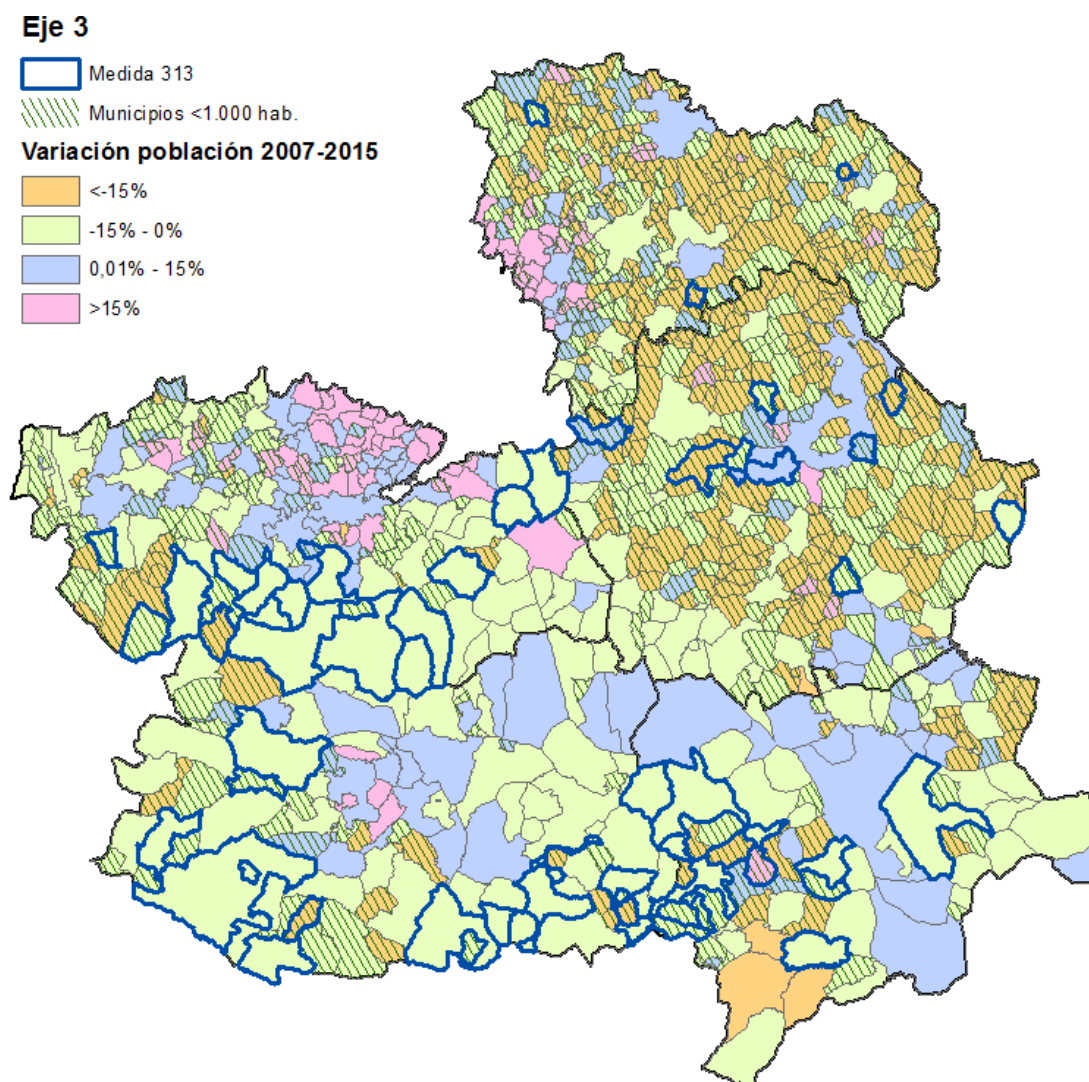 Eje 3
Medida 313
Municipios <1.000 hab.
Variación población 2007-2015
<-15%
-15% - 0%
0,01% - 15%
>15%